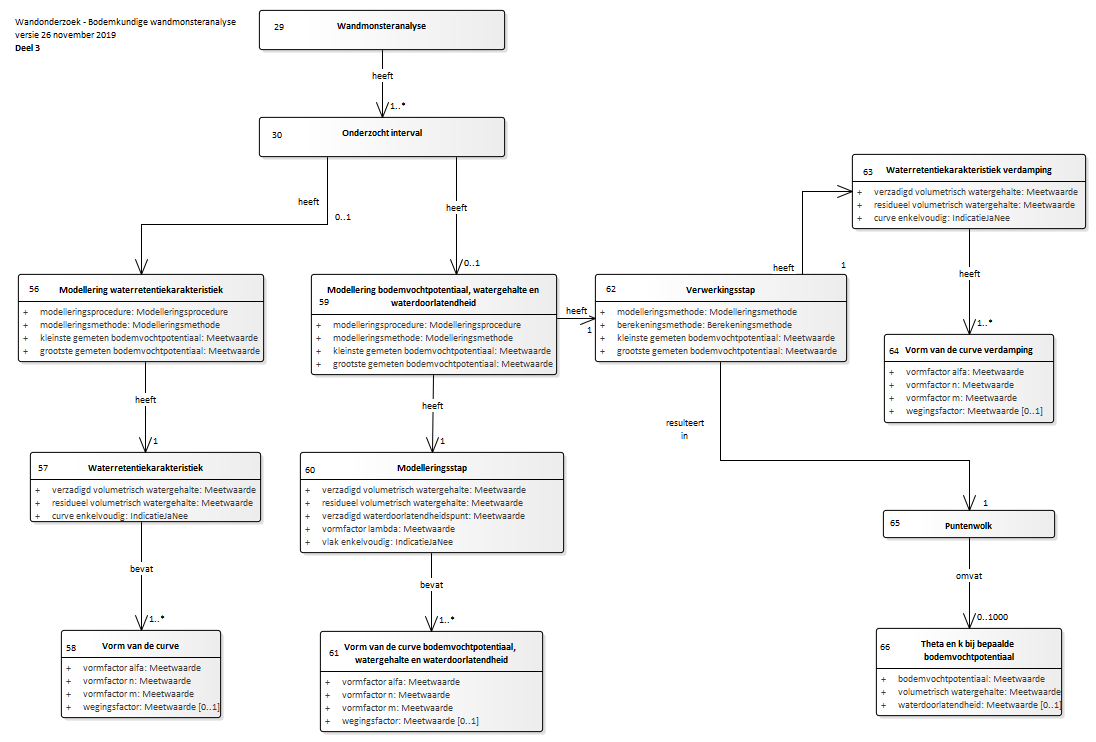 Wandonderzoek - Bodemkundige wandmonsteranalyse
versie 26 november 2019
Deel 3
29 Wandmonsteranalyse
heeft
1..*
30 Onderzocht interval
heeft
0..1
heeft
0..1
56 Modellering waterretentiekarakteristiek
+ modelleringsprocedure: Modelleringsprocedure
+ modelleringsmethode: Modelleringsmethode
+ kleinste gemeten bodemvochtpotentiaal: Meetwaarde
+ grootste gemeten bodemvochtpotentiaal: Meetwaarde
heeft
1
57 Waterretentiekarakteristiek
+ verzadigd volumetrisch watergehalte: Meetwaarde
+ residueel volumetrisch watergehalte: Meetwaarde
+ curve enkelvoudig: IndicatieJaNee
bevat
1..*
58 Vorm van de curve
+ vormfactor alfa: Meetwaarde
+ vormfactor n: Meetwaarde
+ vormfactor m: Meetwaarde
+ wegingsfactor: Meetwaarde [0..1]
59 Modellering bodemvochtpotentiaal, watergehalte en
waterdoorlatendheid
+ modelleringsprocedure: Modelleringsprocedure
+ modelleringsmethode: Modelleringsmethode
+ kleinste gemeten bodemvochtpotentiaal: Meetwaarde
+ grootste gemeten bodemvochtpotentiaal: Meetwaarde
heeft
1
heeft
1
60 Modelleringsstap
+ verzadigd volumetrisch watergehalte: Meetwaarde
+ residueel volumetrisch watergehalte: Meetwaarde
+ verzadigd waterdoorlatendheidspunt: Meetwaarde
+ vormfactor lambda: Meetwaarde
+ vlak enkelvoudig: IndicatieJaNee
bevat
1..*
61 Vorm van de curve bodemvochtpotentiaal,
watergehalte en waterdoorlatendheid
+ vormfactor alfa: Meetwaarde
+ vormfactor n: Meetwaarde
+ vormfactor m: Meetwaarde
+ wegingsfactor: Meetwaarde [0..1]
62 Verwerkingsstap
+ modelleringsmethode: Modelleringsmethode
+ berekeningsmethode: Berekeningsmethode
+ kleinste gemeten bodemvochtpotentiaal: Meetwaarde
+ grootste gemeten bodemvochtpotentiaal: Meetwaarde
heeft
1
63 Waterretentiekarakteristiek verdamping
+ verzadigd volumetrisch watergehalte: Meetwaarde
+ residueel volumetrisch watergehalte: Meetwaarde
+ curve enkelvoudig: IndicatieJaNee
heeft
1..*
64 Vorm van de curve verdamping
+ vormfactor alfa: Meetwaarde
+ vormfactor n: Meetwaarde
+ vormfactor m: Meetwaarde
+ wegingsfactor: Meetwaarde [0..1]
resulteert
in
1
65 Puntenwolk
omvat
0..1000
66 Theta en k bij bepaalde
bodemvochtpotentiaal
+ bodemvochtpotentiaal: Meetwaarde
+ volumetrisch watergehalte: Meetwaarde
+ waterdoorlatendheid: Meetwaarde [0..1]